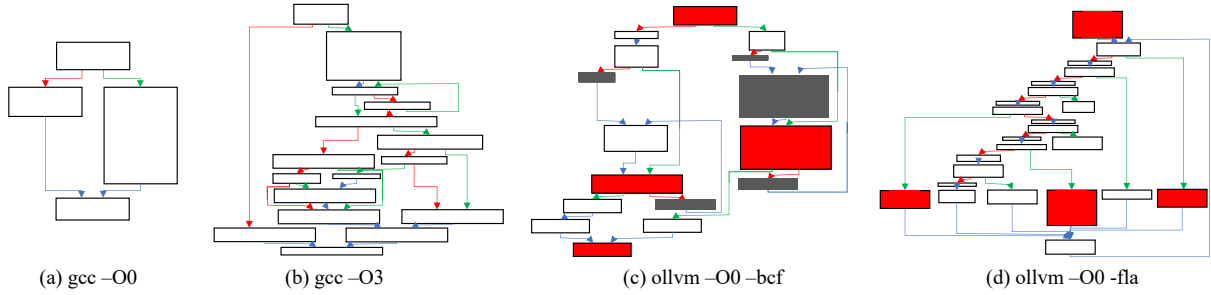 (a) gcc –O0
(b) gcc –O3
(c) ollvm –O0 –bcf
(d) ollvm –O0 -fla